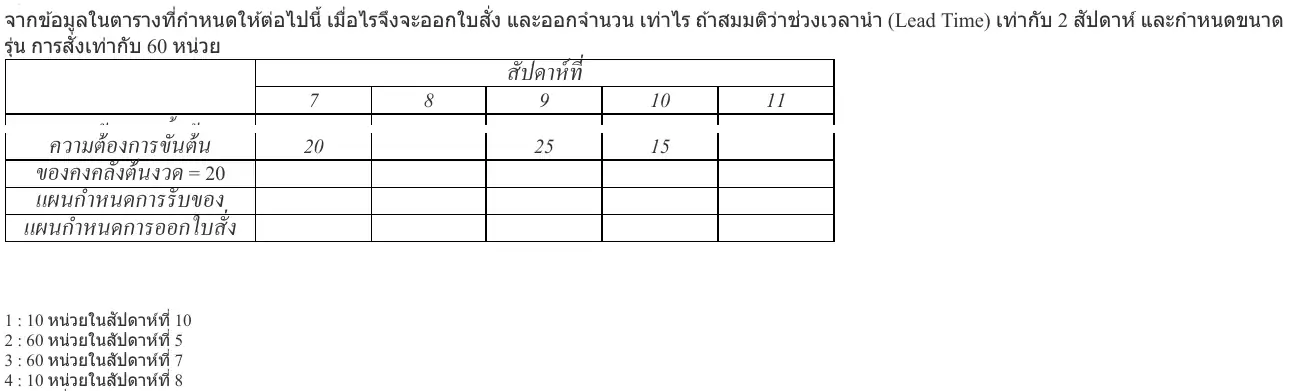 จากข้อมูลในตารางที่กำหนดให้ต่อไปนี้ เมื่อไรจึงจะออกใบสั่ง และออกจำนวน เท่าไร ถ้าสมมติว่าช่วงเวลานำ (Lead Time) เท่ากับ 2 สัปดาห์ และกำหนดขนาด
รุ่น การสั่งเท่ากับ 60 หน่วย
สัปดาห์ที่
7 8 9 10 11
ความต้องการขั้นต้น 20 25 15
ของคงคลังต้นงวด = 20
แผนกำหนดการรับของ
แผนกำหนดการออกใบสั่ง
1 : 10 หน่วยในสัปดาห์ที่ 10
2 : 60 หน่วยในสัปดาห์ที่ 5
3 : 60 หน่วยในสัปดาห์ที่ 7
4 : 10 หน่วยในสัปดาห์ที่ 8